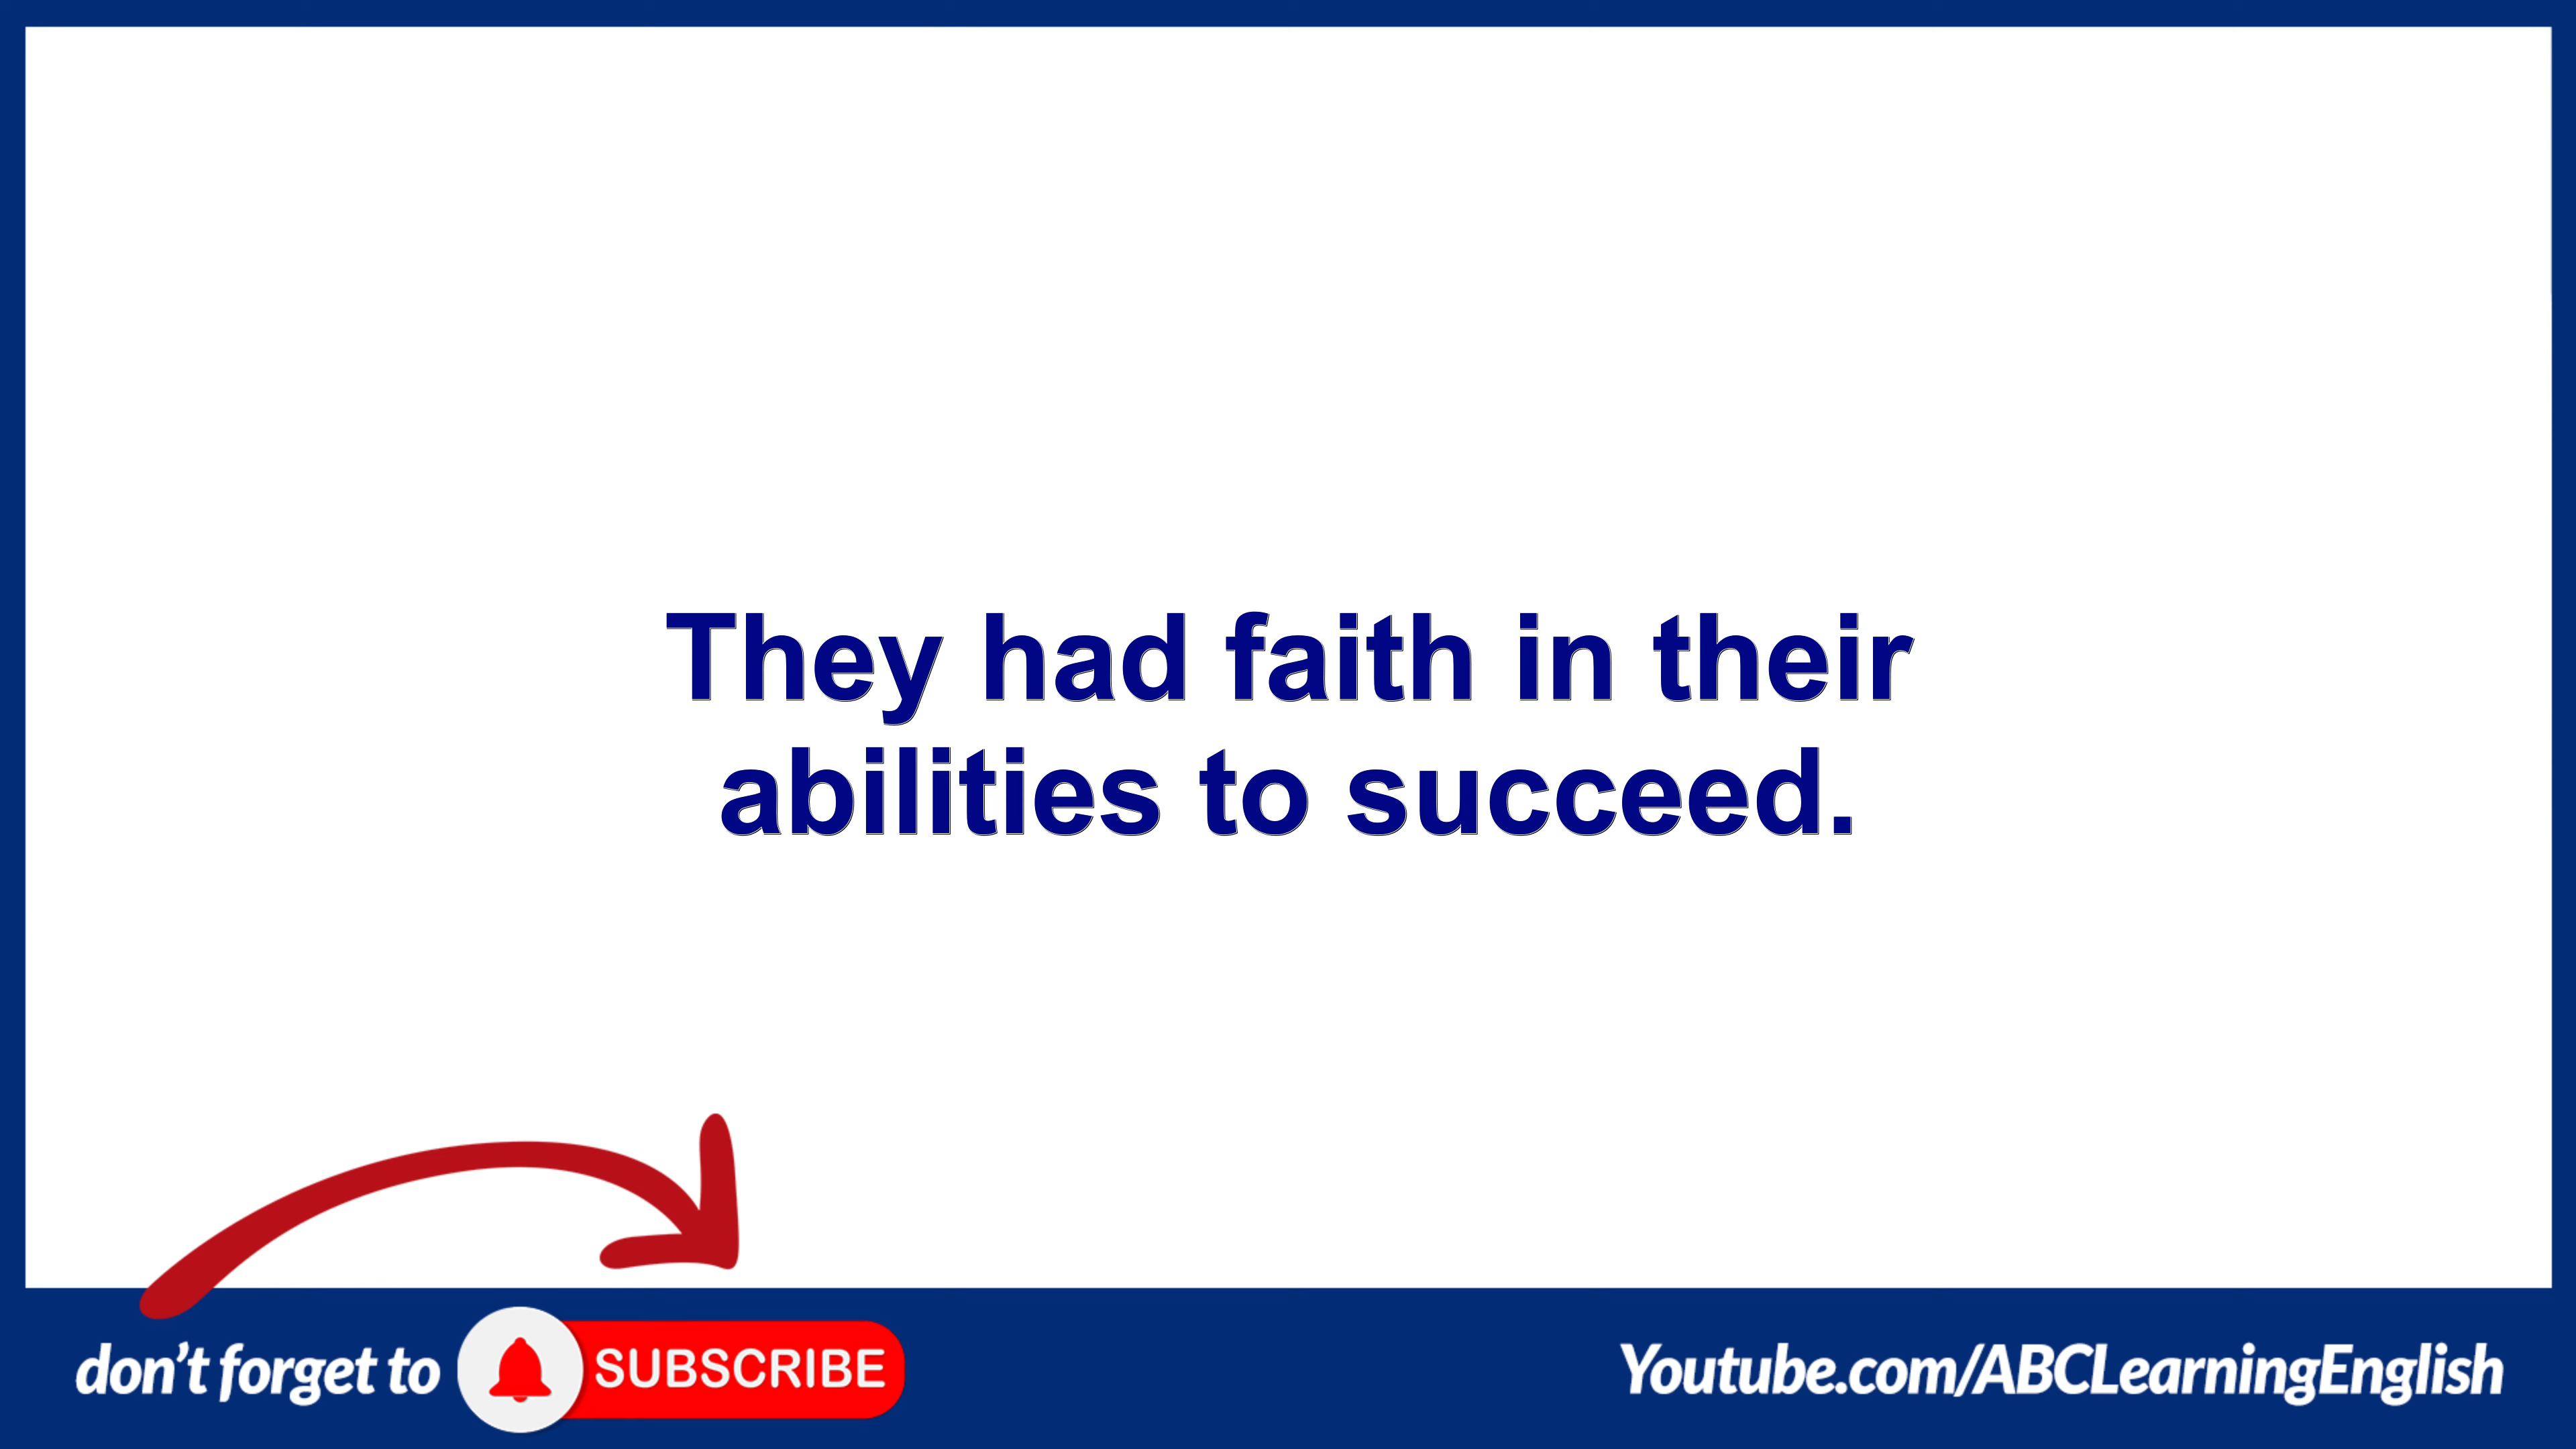 They had faith in their
abilities to succeed.
don't forget to SUBSCRIBE Youtube.com/ABCLearningEnglish